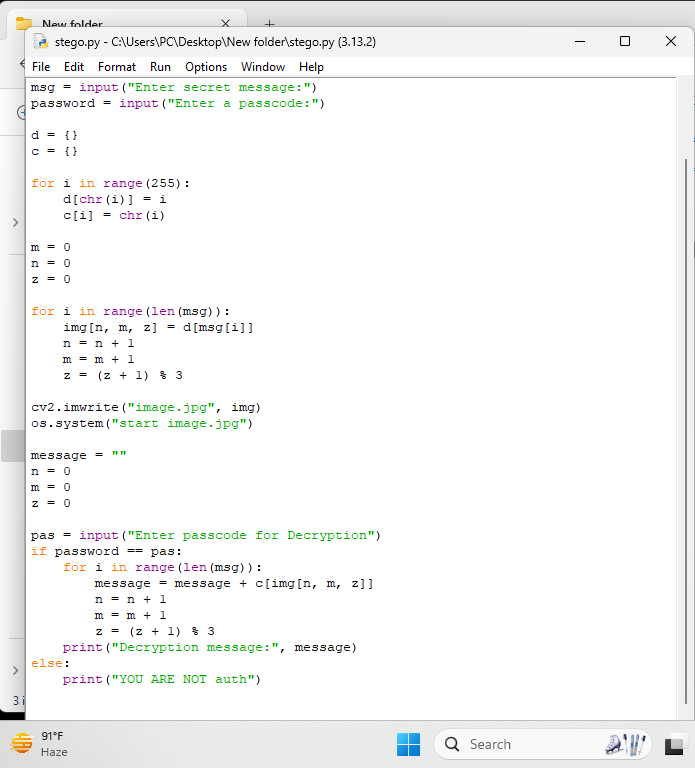 New folder
stego.py - C:\Users\PC\Desktop\New folder\stego.py (3.13.2)
File Edit Format Run Options Window Help
msg = input("Enter secret message:")
password = input("Enter a passcode:")
d = {}
c = {}
for i in range(255):
    d[chr(i)] = i
    c[i] = chr(i)
m = 0
n = 0
z = 0
for i in range(len(msg)):
    img[n, m, z] = d[msg[i]]
    n = n + 1
    m = m + 1
    z = (z + 1) % 3
cv2.imwrite("image.jpg", img)
os.system("start image.jpg")
message = ""
n = 0
m = 0
z = 0
pas = input("Enter passcode for Decryption")
if password == pas:
    for i in range(len(msg)):
        message = message + c[img[n, m, z]]
        n = n + 1
        m = m + 1
        z = (z + 1) % 3
    print("Decryption message:", message)
else:
    print("YOU ARE NOT auth")
3 i
91°F
Haze
Search